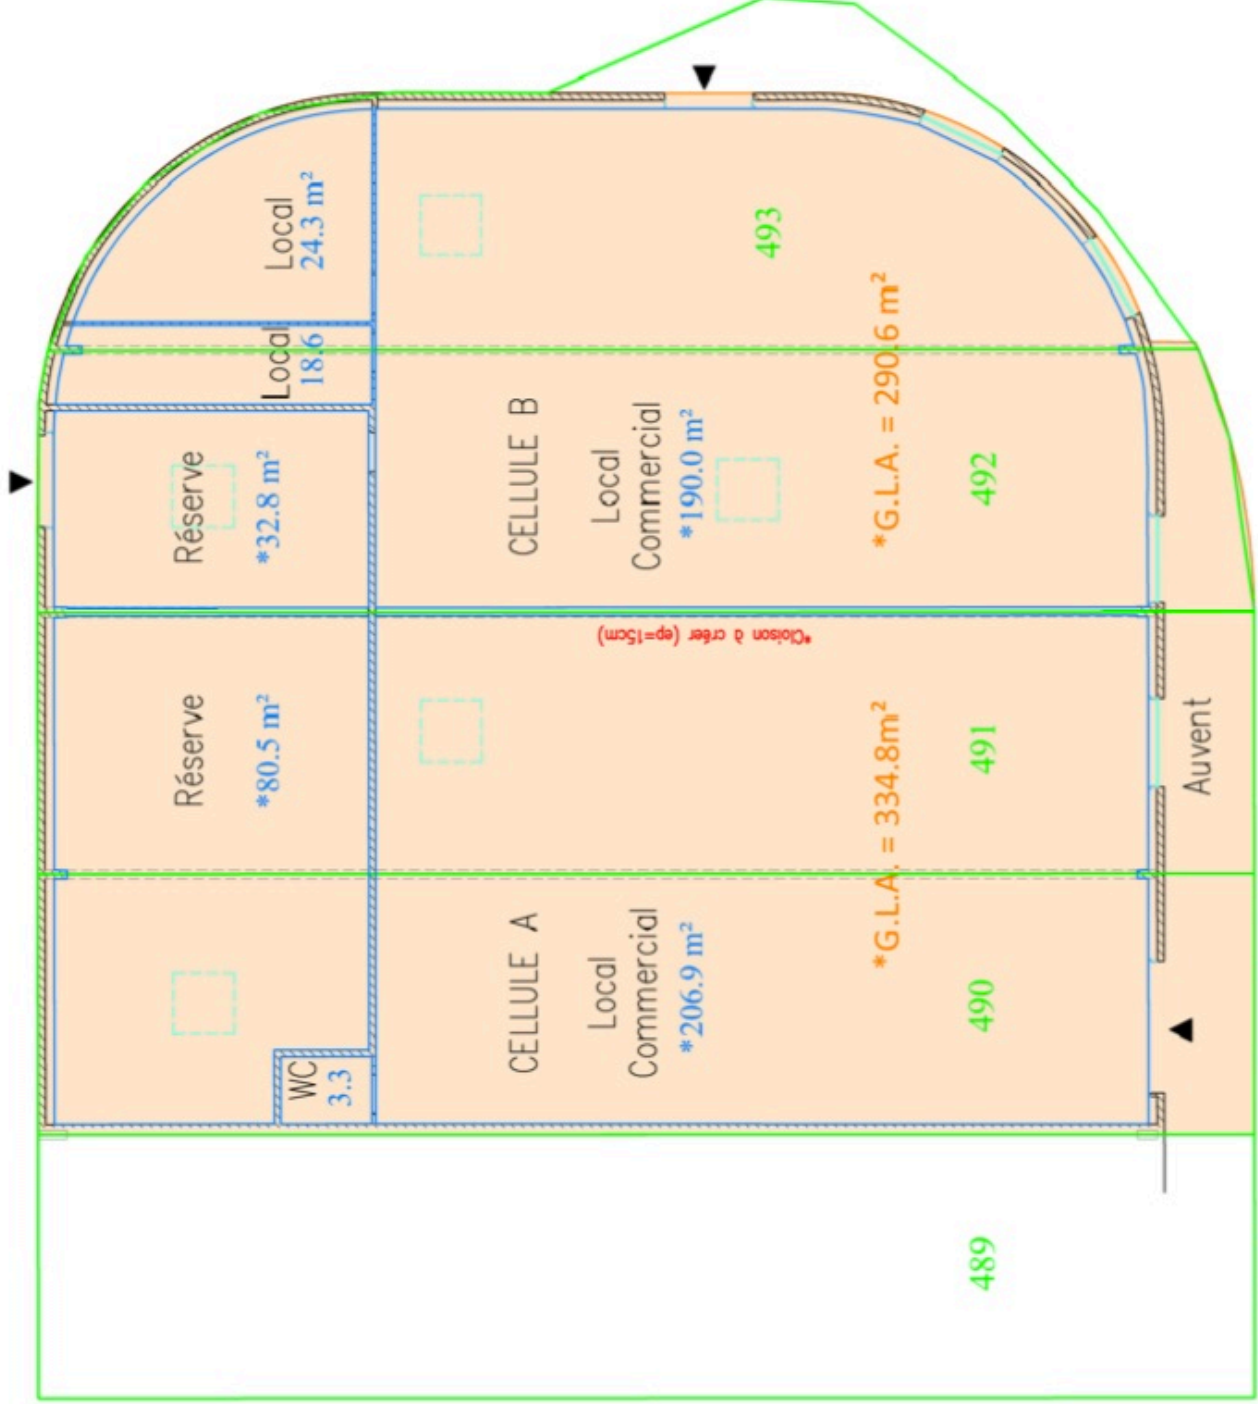 Local
24.3 m²
Local
18.6
Réserve
*32.8 m²
Réserve
*80.5 m²
WC
3.3
CELLULE B
Local
Commercial
*190.0 m²
*G.L.A. = 290.6 m²
493
492
*Cloison à créer (ep=15cm)
CELLULE A
Local
Commercial
*206.9 m²
*G.L.A. = 334.8m²
491
490
Auvent
489